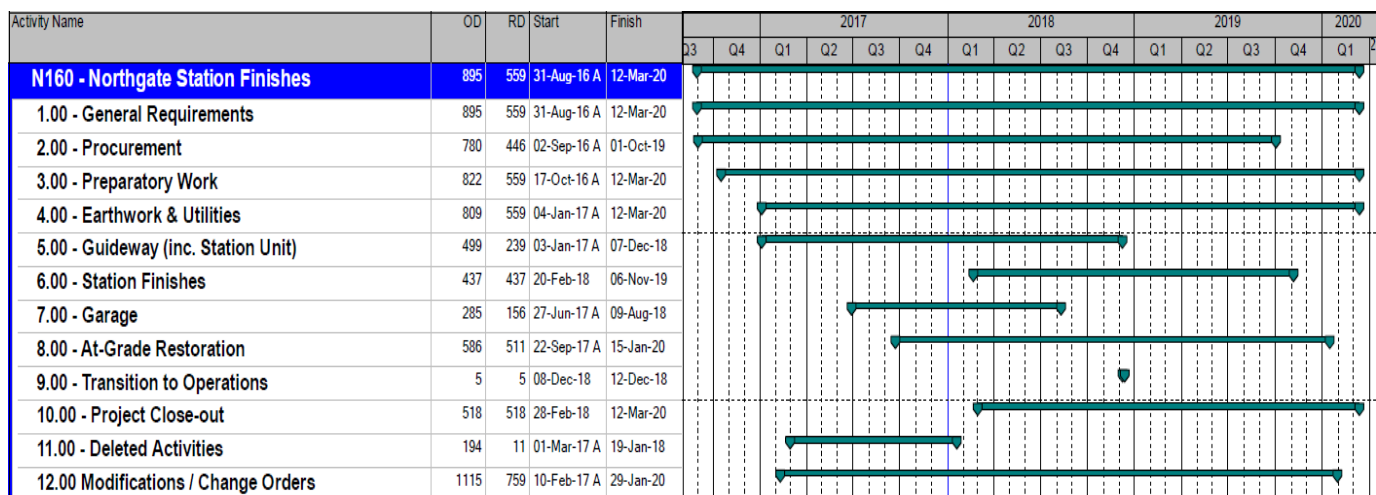 Activity Name OD RD Start Finish 2017 2018 2019 2020
Q3 Q4 Q1 Q2 Q3 Q4 Q1 Q2 Q3 Q4 Q1 Q2 Q3 Q4 Q1 2
N160 - Northgate Station Finishes 895 559 31-Aug-16 A 12-Mar-20
1.00 - General Requirements 895 559 31-Aug-16 A 12-Mar-20
2.00 - Procurement 780 446 02-Sep-16 A 01-Oct-19
3.00 - Preparatory Work 822 559 17-Oct-16 A 12-Mar-20
4.00 - Earthwork & Utilities 809 559 04-Jan-17 A 12-Mar-20
5.00 - Guideway (inc. Station Unit) 499 239 03-Jan-17 A 07-Dec-18
6.00 - Station Finishes 437 437 20-Feb-18 06-Nov-19
7.00 - Garage 285 156 27-Jun-17 A 09-Aug-18
8.00 - At-Grade Restoration 586 511 22-Sep-17 A 15-Jan-20
9.00 - Transition to Operations 5 5 08-Dec-18 12-Dec-18
10.00 - Project Close-out 518 518 28-Feb-18 12-Mar-20
11.00 - Deleted Activities 194 11 01-Mar-17 A 19-Jan-18
12.00 Modifications / Change Orders 1115 759 10-Feb-17 A 29-Jan-20